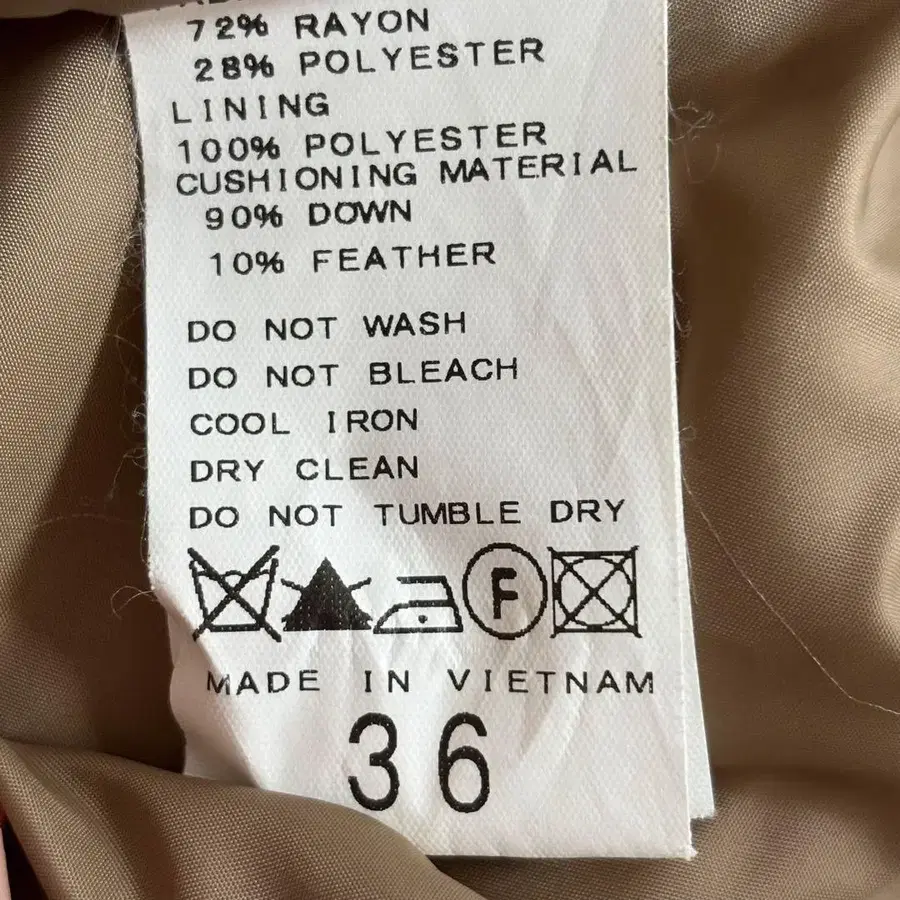 72% RAYON
28% POLYESTER
LINING
100% POLYESTER
CUSHIONING MATERIAL
90% DOWN
10% FEATHER
DO NOT WASH
DO NOT BLEACH
COOL IRON
DRY CLEAN
DO NOT TUMBLE DRY
F
MADE IN VIETNAM
36